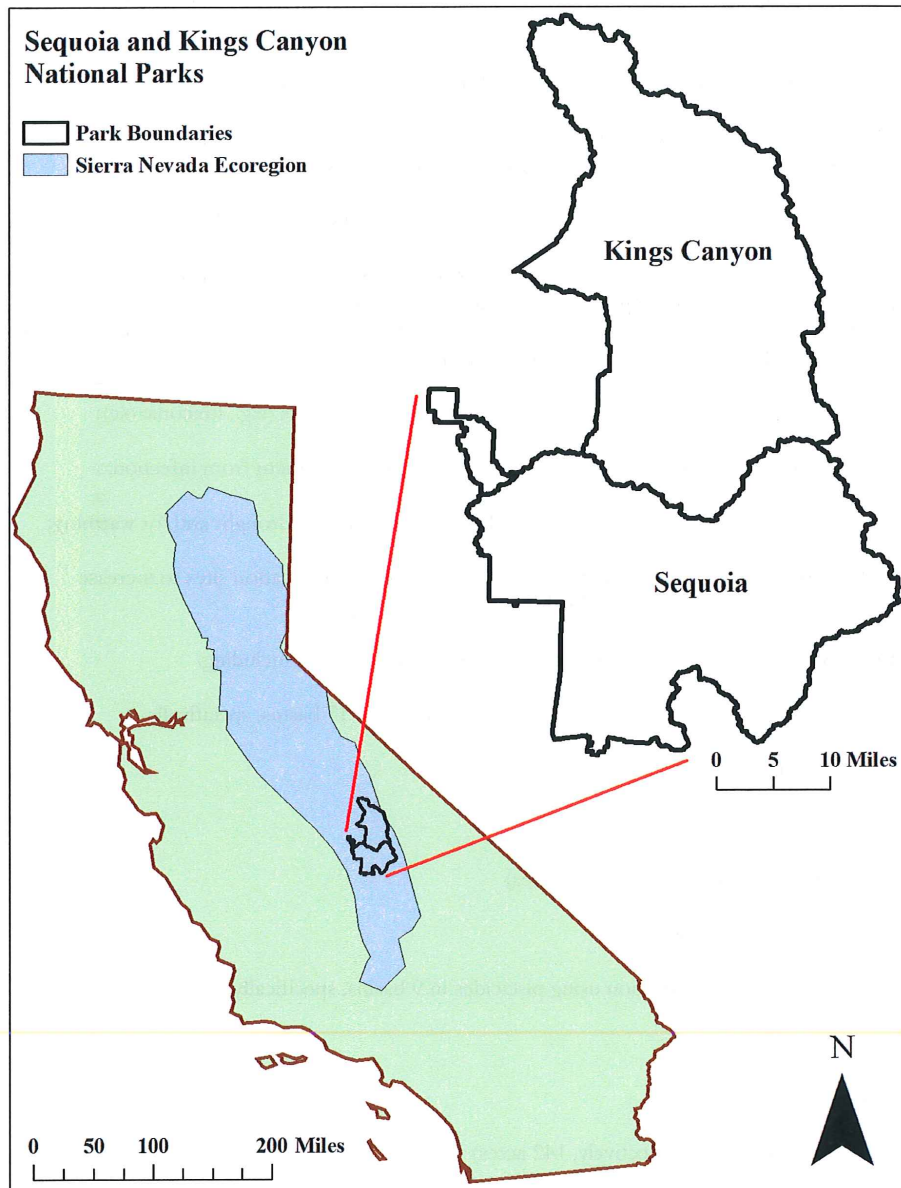 Sequoia and Kings Canyon
National Parks
Park Boundaries
Sierra Nevada Ecoregion
Kings Canyon
Sequoia
0 5 10 Miles
N
0 50 100 200 Miles